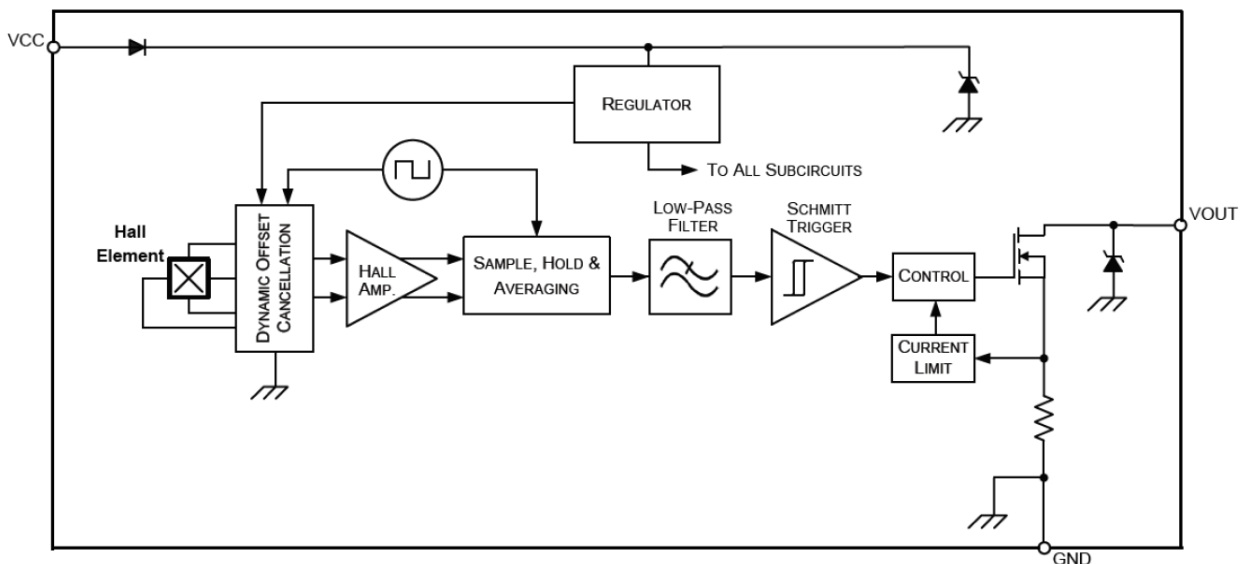 VCC
REGULATOR
TO ALL SUBCIRCUITS
Hall
Element
DYNAMIC OFFSET
CANCELLATION
HALL
AMP.
SAMPLE, HOLD &
AVERAGING
LOW-PASS
FILTER
SCHMITT
TRIGGER
CONTROL
CURRENT
LIMIT
VOUT
GND